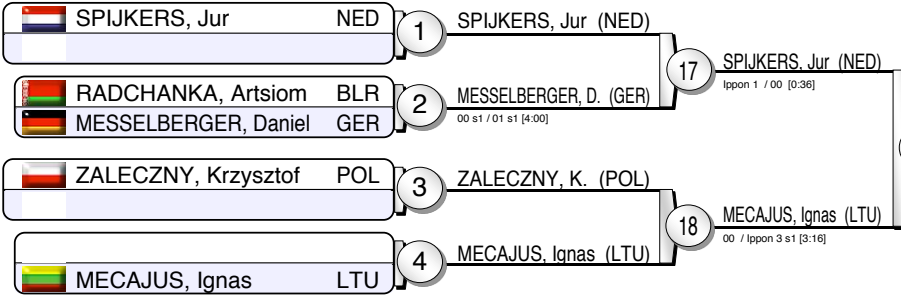 SPIJKERS, Jur NED
1
SPIJKERS, Jur (NED)
RADCHANKA, Artsiom BLR
MESSELBERGER, Daniel GER
2
MESSELBERGER, D. (GER)
00 s1 / 01 s1 [4:00]
17
SPIJKERS, Jur (NED)
Ippon 1 / 00 [0:36]
ZALECZNY, Krzysztof POL
3
ZALECZNY, K. (POL)
MECAJUS, Ignas LTU
4
MECAJUS, Ignas (LTU)
18
MECAJUS, Ignas (LTU)
00 / Ippon 3 s1 [3:16]